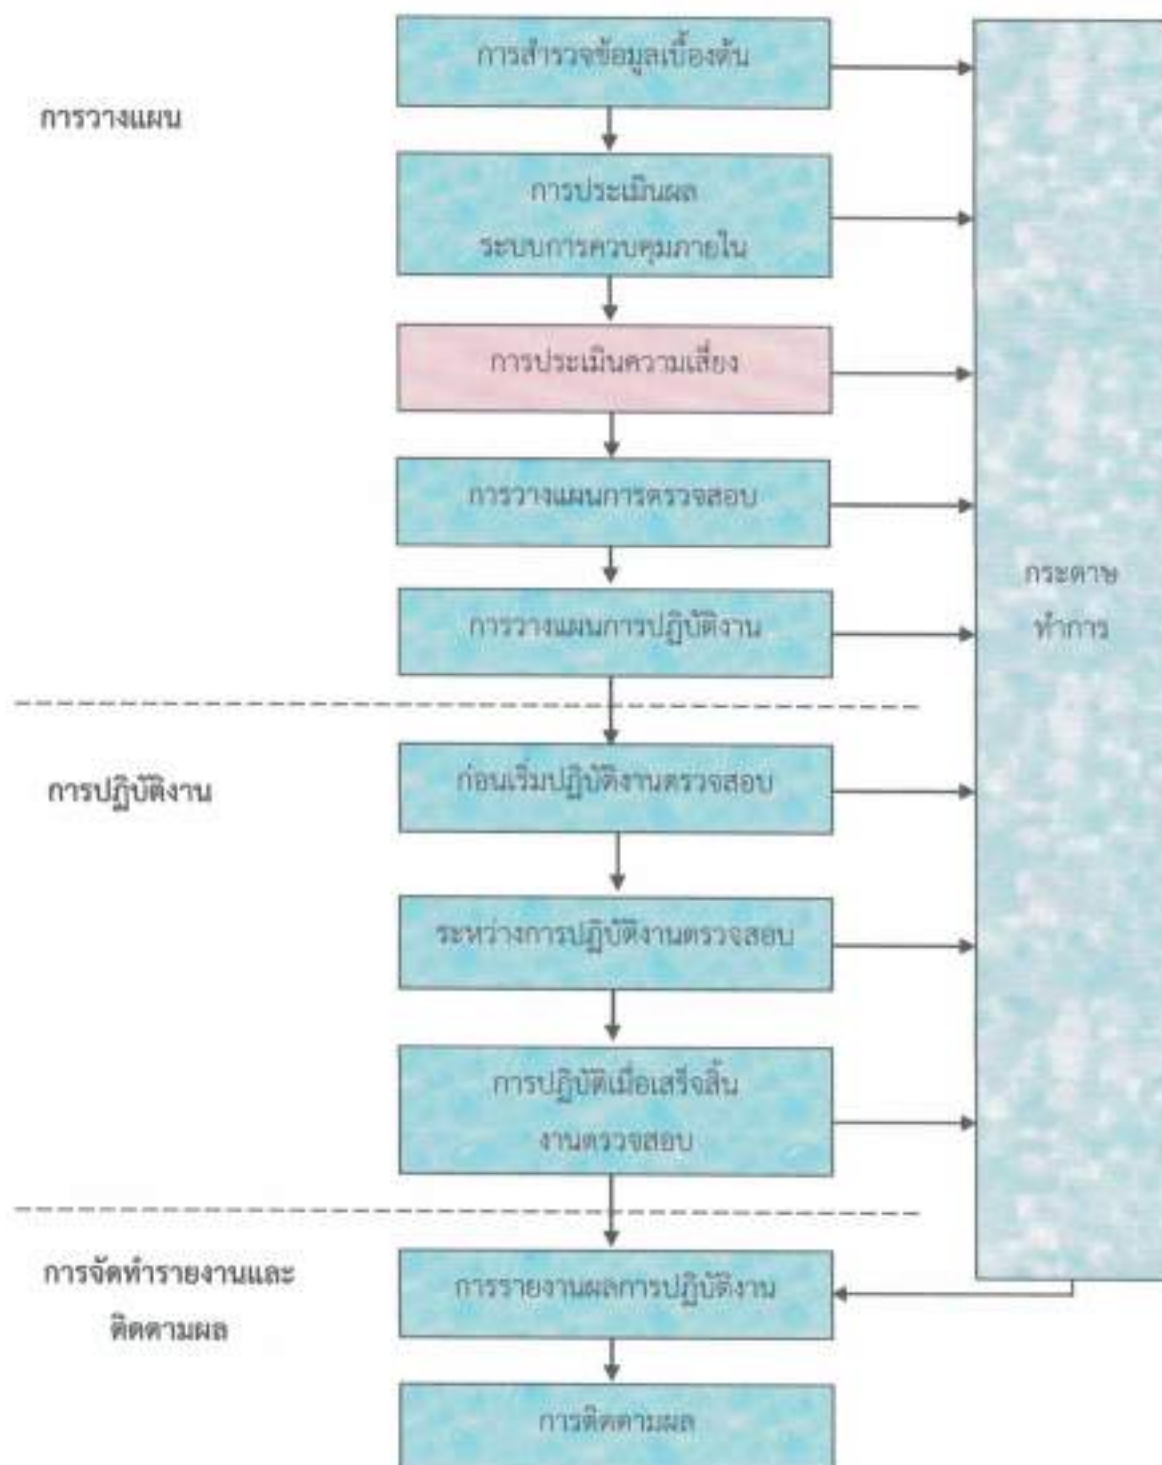 การสำรวจข้อมูลเบื้องต้น
การวางแผน
การประเมินผล
ระบบการควบคุมภายใน
การประเมินความเสี่ยง
การวางแผนการตรวจสอบ
กระดาษ
ทำการ
การวางแผนการปฏิบัติงาน
การปฏิบัติงาน
ก่อนเริ่มปฏิบัติงานตรวจสอบ
ระหว่างการปฏิบัติงานตรวจสอบ
การปฏิบัติเมื่อเสร็จสิ้น
งานตรวจสอบ
การจัดทำรายงานและ
ติดตามผล
การรายงานผลการปฏิบัติงาน
การติดตามผล